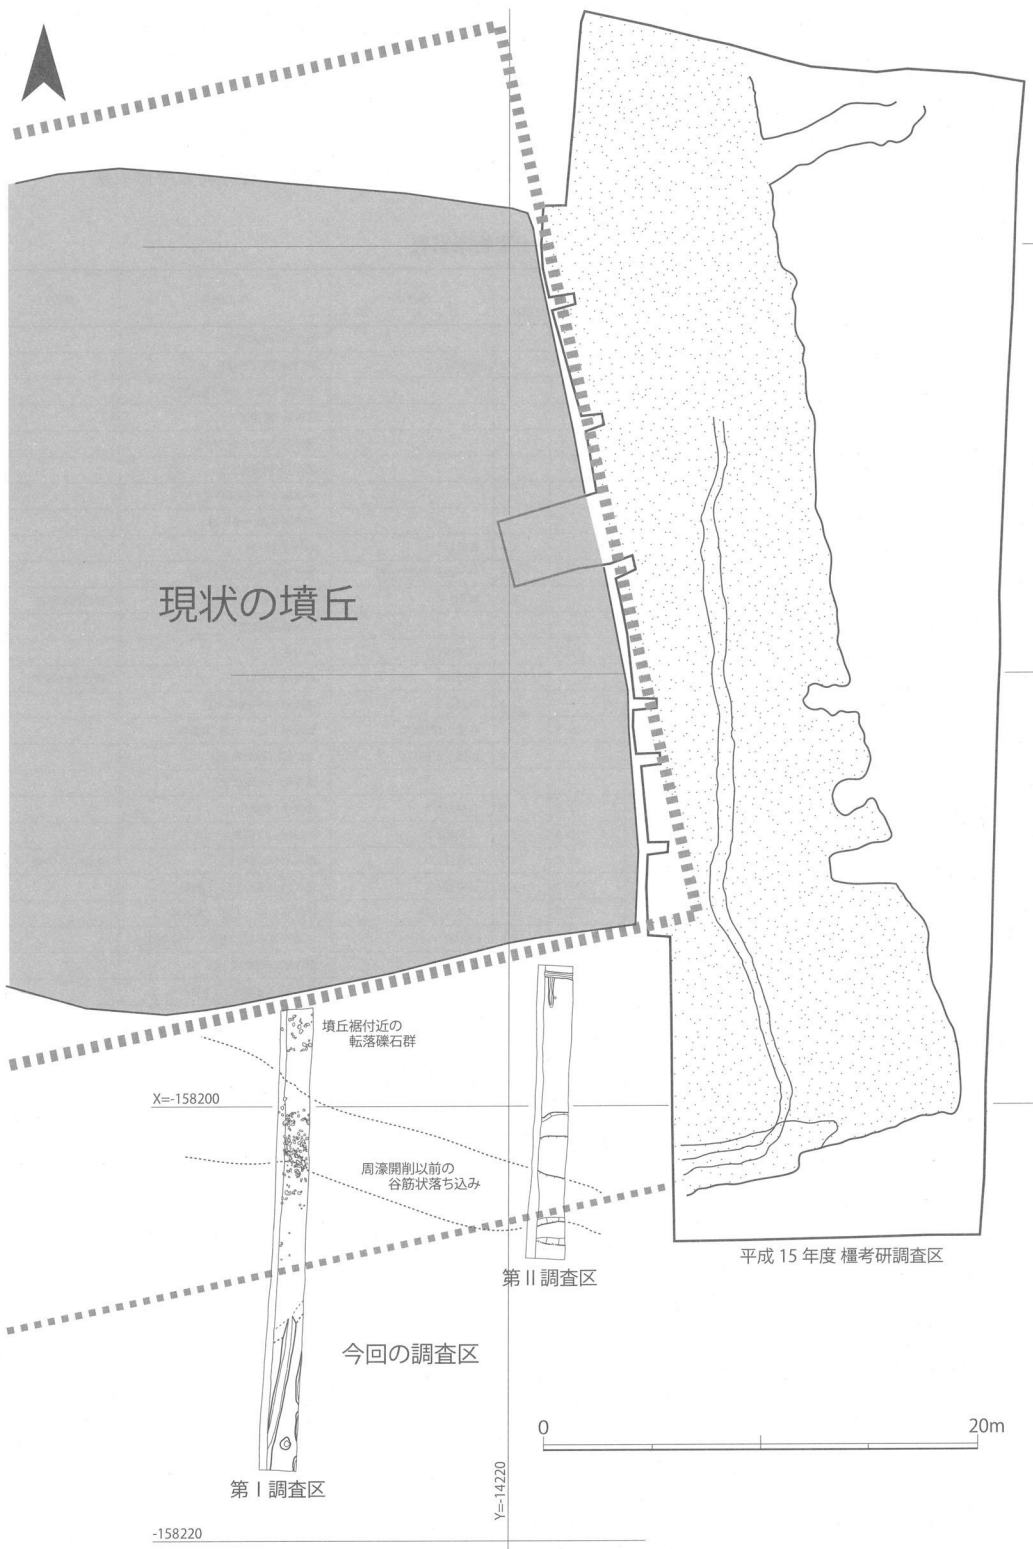 現状の墳丘
墳丘裾付近の
転落礫石群
X=-158200
周濠開削以前の
谷筋状落ち込み
平成 15 年度 橿考研調査区
第Ⅱ調査区
今回の調査区
0
20m
第Ⅰ調査区
Y=-14220
-158220